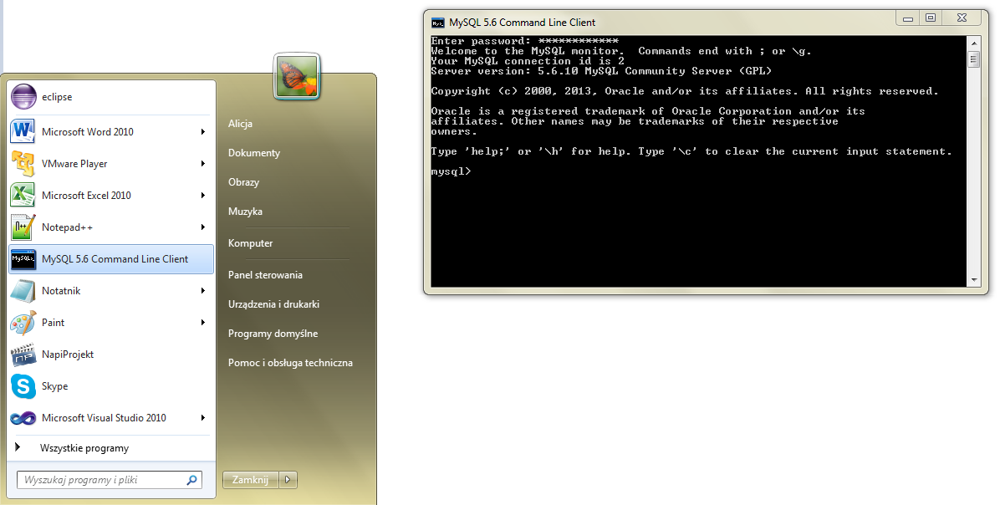 eclipse
Microsoft Word 2010
VMware Player
Microsoft Excel 2010
Notepad++
MySQL 5.6 Command Line Client
Notatnik
Paint
NapiProjekt
Skype
Microsoft Visual Studio 2010
Wszystkie programy
Wyszukaj programy i pliki
Alicja
Dokumenty
Obrazy
Muzyka
Komputer
Panel sterowania
Urządzenia i drukarki
Programy domyślne
Pomoc i obsługa techniczna
Zamknij
MySQL 5.6 Command Line Client
Enter password: ************
Welcome to the MySQL monitor.  Commands end with ; or \g.
Your MySQL connection id is 2
Server version: 5.6.10 MySQL Community Server (GPL)
Copyright (c) 2000, 2013, Oracle and/or its affiliates. All rights reserved.
Oracle is a registered trademark of Oracle Corporation and/or its
affiliates. Other names may be trademarks of their respective
owners.
Type 'help;' or '\h' for help. Type '\c' to clear the current input statement.
mysql>